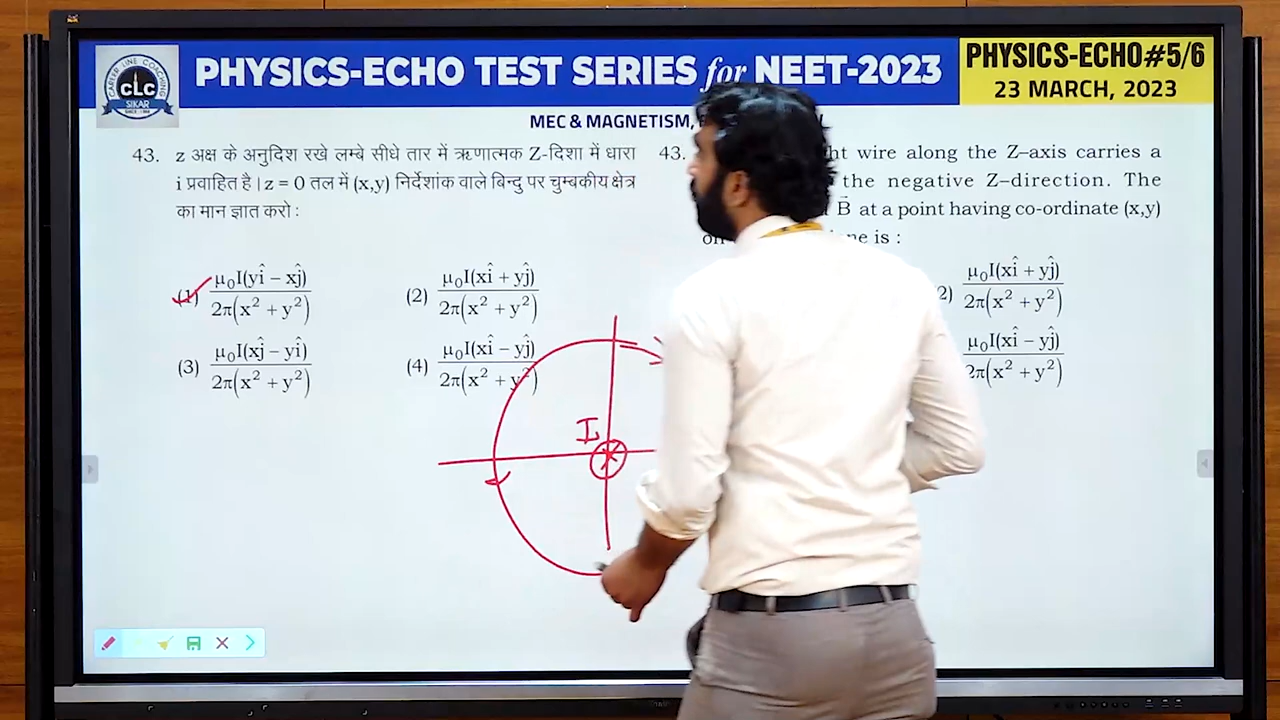 PHYSICS-ECHO TEST SERIES for NEET-2023
PHYSICS-ECHO#5/6
23 MARCH, 2023
CAREER LINE COACHING
CLC
SIKAR
MEC & MAGNETISM,
43. z अक्ष के अनुदिश रखे लम्बे सीधे तार में ऋणात्मक Z-दिशा में धारा
i प्रवाहित है। z = 0 तल में (x,y) निर्देशांक वाले बिन्दु पर चुम्बकीय क्षेत्र
का मान ज्ञात करो :
(1) μ₀I(yî − xĵ) / 2π(x² + y²)
(2) μ₀I(xî + yĵ) / 2π(x² + y²)
(3) μ₀I(xĵ − yî) / 2π(x² + y²)
(4) μ₀I(xî − yĵ) / 2π(x² + y²)
I
43. wire along the Z–axis carries a
the negative Z–direction. The
B⃗ at a point having co-ordinate (x,y)
is :
2) μ₀I(xî + yĵ) / 2π(x² + y²)
μ₀I(xî − yĵ) / 2π(x² + y²)